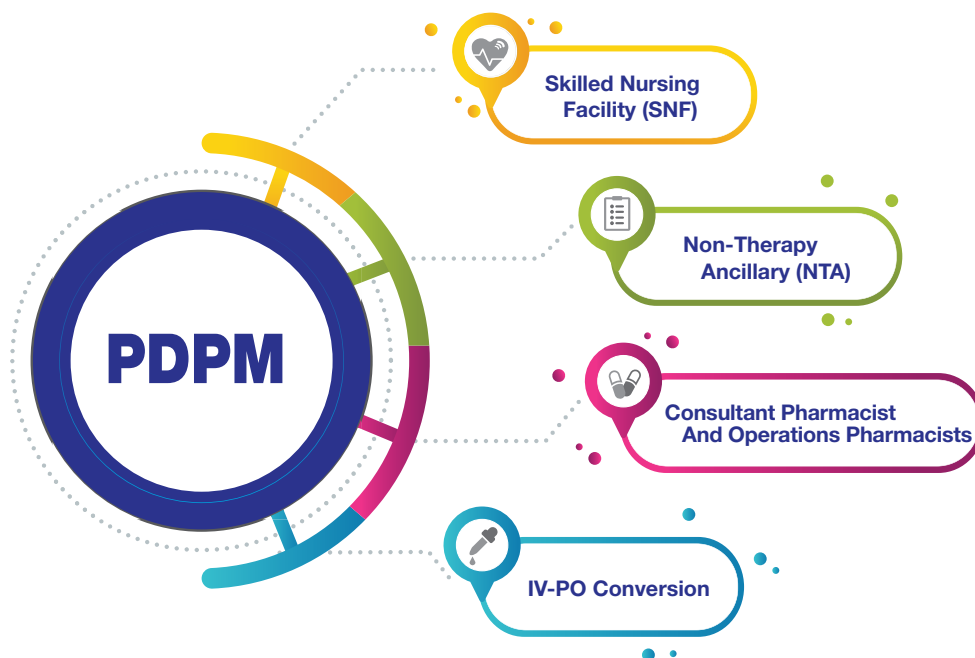 Skilled Nursing
Facility (SNF)
Non-Therapy
Ancillary (NTA)
PDPM
Consultant Pharmacist
And Operations Pharmacists
IV-PO Conversion